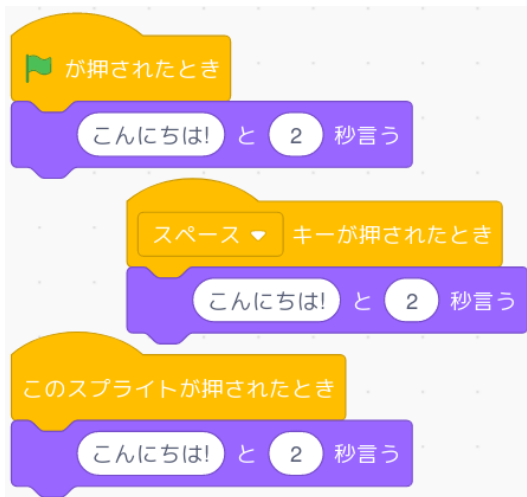 が押されたとき
こんにちは! と 2 秒言う
スペース キーが押されたとき
こんにちは! と 2 秒言う
このスプライトが押されたとき
こんにちは! と 2 秒言う